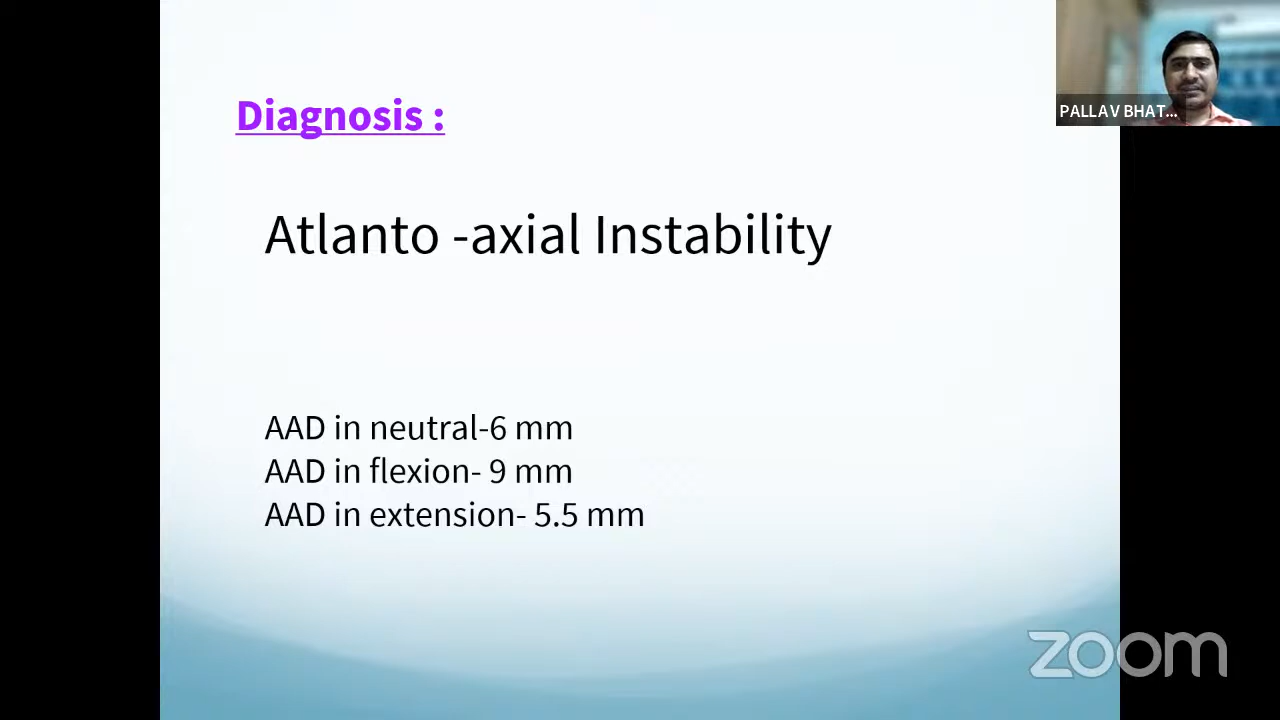 Diagnosis :
PALLAV BHAT...
Atlanto -axial Instability
AAD in neutral-6 mm
AAD in flexion- 9 mm
AAD in extension- 5.5 mm
zoom